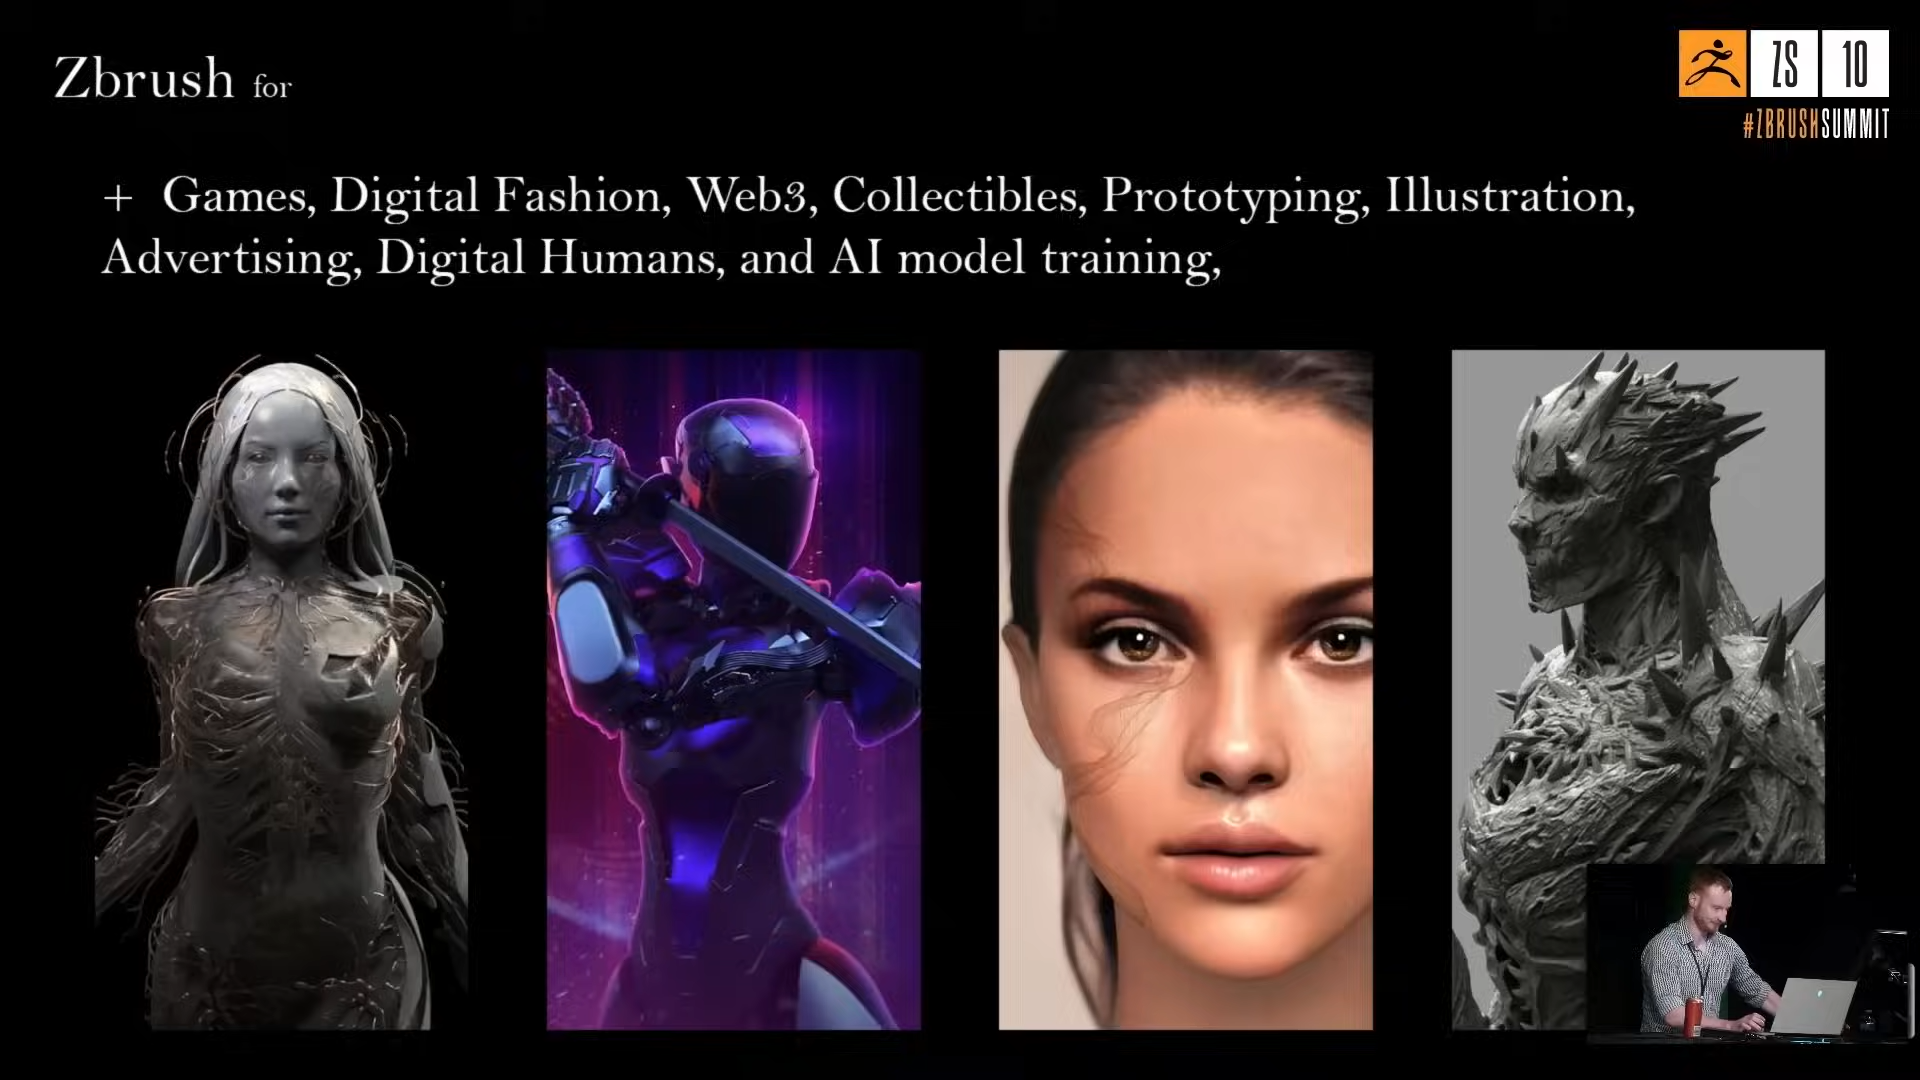 Zbrush for
ZS 10
#ZBRUSHSUMMIT
+ Games, Digital Fashion, Web3, Collectibles, Prototyping, Illustration,
Advertising, Digital Humans, and AI model training,